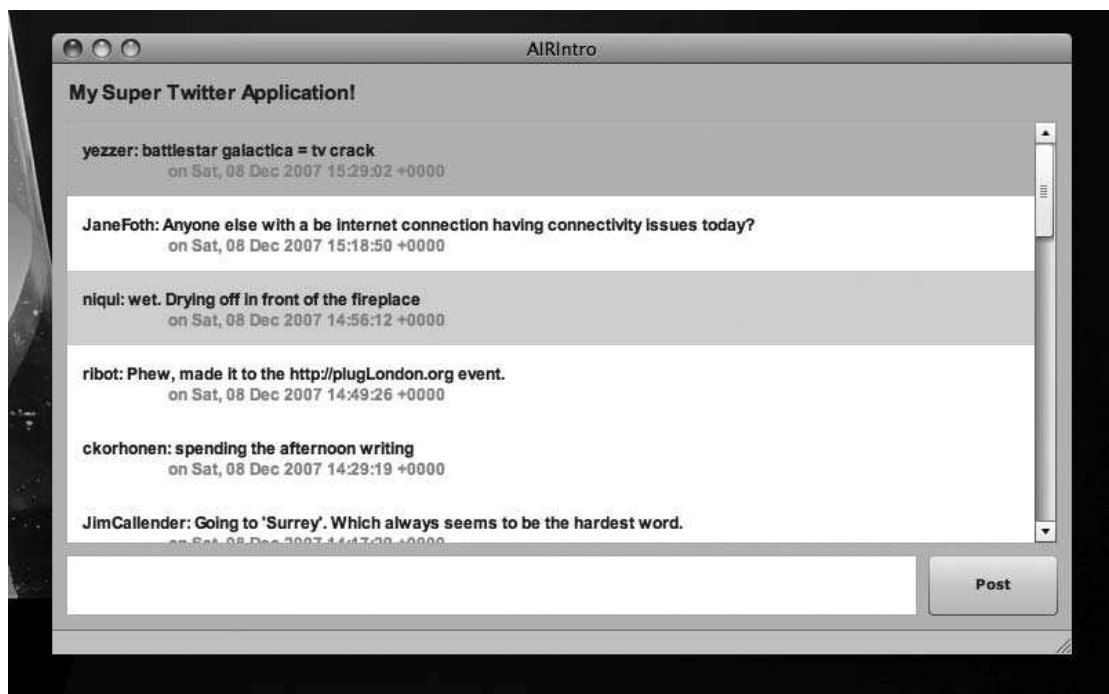 AIRIntro
My Super Twitter Application!
yezzer: battlestar galactica = tv crack
on Sat, 08 Dec 2007 15:29:02 +0000
JaneFoth: Anyone else with a be internet connection having connectivity issues today?
on Sat, 08 Dec 2007 15:18:50 +0000
niqui: wet. Drying off in front of the fireplace
on Sat, 08 Dec 2007 14:56:12 +0000
ribot: Phew, made it to the http://plugLondon.org event.
on Sat, 08 Dec 2007 14:49:26 +0000
ckorhonen: spending the afternoon writing
on Sat, 08 Dec 2007 14:29:19 +0000
JimCallender: Going to 'Surrey'. Which always seems to be the hardest word.
on Sat, 08 Dec 2007
Post